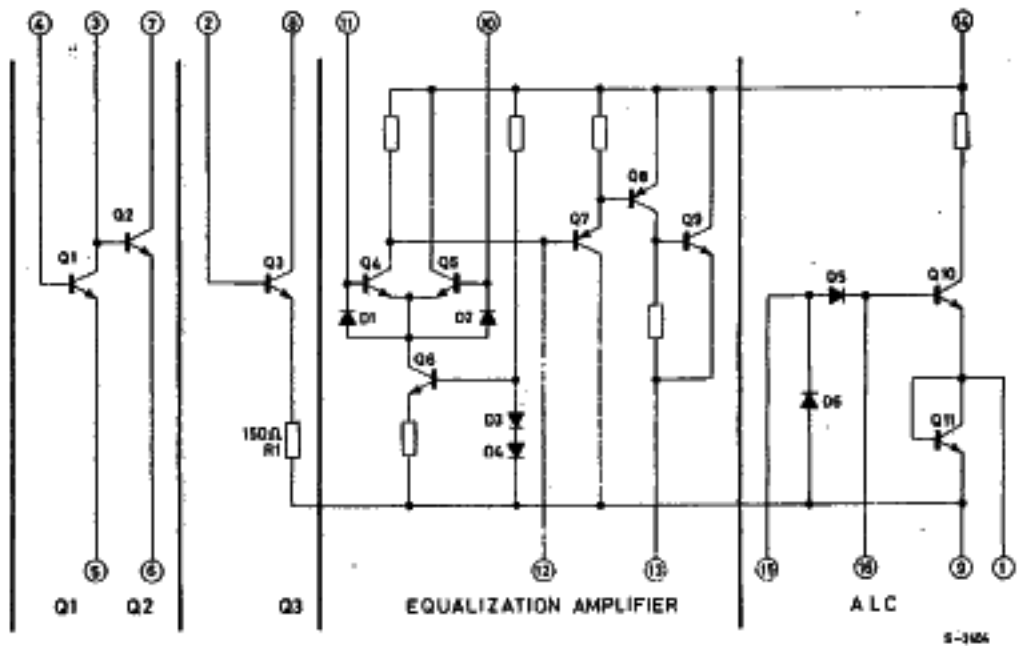 4 3 7 2 8 11 10 14
Q8
Q2 Q7 Q9
Q1 Q3 Q4 Q5 D5 Q10
D1 D2
Q6
D6
D3 Q11
150Ω
R1
D4
5 6 12 13 15 16 9 1
Q1 Q2 Q3 EQUALIZATION AMPLIFIER ALC